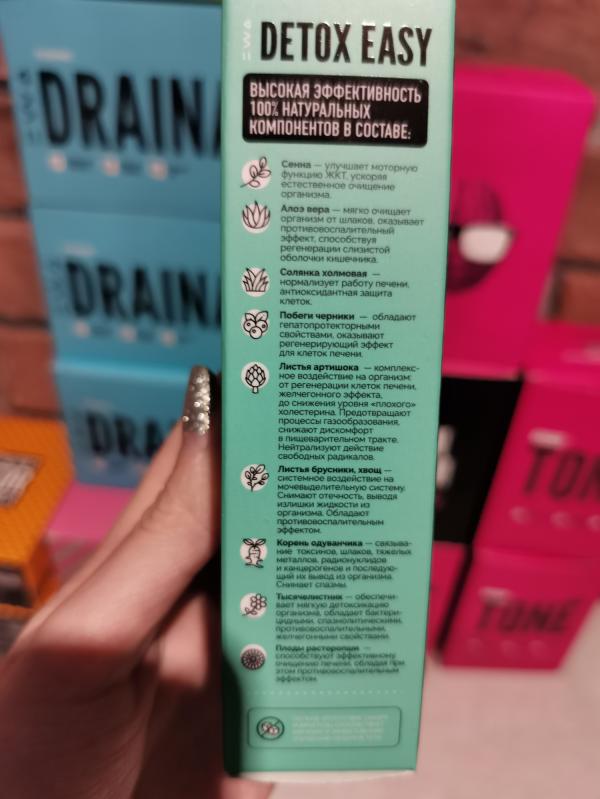 DETOX EASY
ВЫСОКАЯ ЭФФЕКТИВНОСТЬ
100% НАТУРАЛЬНЫХ
КОМПОНЕНТОВ В СОСТАВЕ:
Сенна — улучшает моторную
функцию ЖКТ, ускоряя
естественное очищение
организма.
Алоэ вера — мягко очищает
организм от шлаков, оказывает
противовоспалительный
эффект, способствуя
регенерации слизистой
оболочки кишечника.
Солянка холмовая —
нормализует работу печени,
антиоксидантная защита
клеток.
Побеги черники — обладают
гепатопротекторными
свойствами, оказывают
регенерирующий эффект
для клеток печени.
Листья артишока — комплекс-
ное воздействие на организм:
от регенерации клеток печени,
желчегонного эффекта,
до снижения уровня «плохого»
холестерина. Предотвращают
процессы газообразования,
снижают дискомфорт
в пищеварительном тракте.
Нейтрализуют действие
свободных радикалов.
Листья брусники, хвощ —
системное воздействие на
мочевыделительную систему.
Снимают отечность, выводя
излишки жидкости из
организма. Обладают
противовоспалительным
эффектом.
Корень одуванчика — связыва-
ние токсинов, шлаков, тяжелых
металлов, радионуклидов
и канцерогенов и последую-
щий их вывод из организма.
Снимает спазмы.
Тысячелистник — обеспечи-
вает мягкую детоксикацию
организма, обладает бактери-
цидными, спазмолитическими,
противовоспалительными,
желчегонными свойствами.
Плоды расторопши —
способствуют эффективному
очищению печени, обладая при
этом противовоспалительным
эффектом.
DRAINA
DRAINA
DRA
TONE
TONE